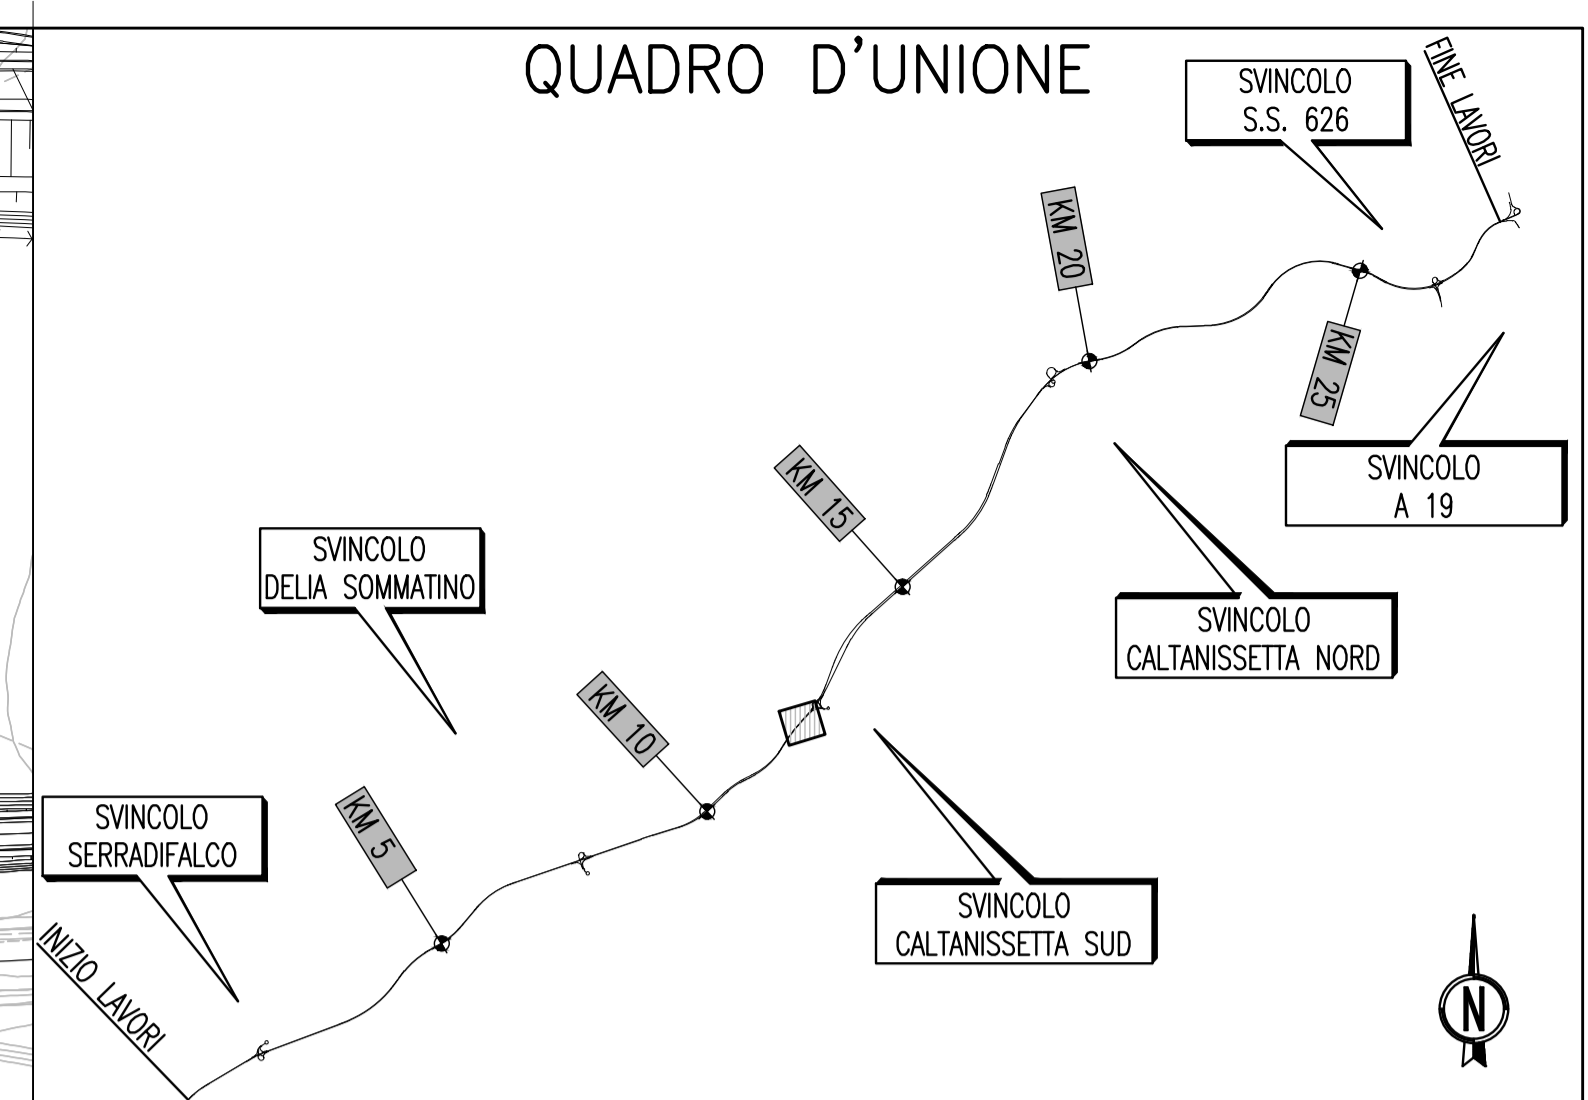 QUADRO D'UNIONE
SVINCOLO
S.S. 626
FINE LAVORI
KM 20
KM 25
SVINCOLO
A 19
KM 15
SVINCOLO
DELIA SOMMATINO
SVINCOLO
CALTANISSETTA NORD
KM 10
KM 5
SVINCOLO
SERRADIFALCO
SVINCOLO
CALTANISSETTA SUD
INIZIO LAVORI
N